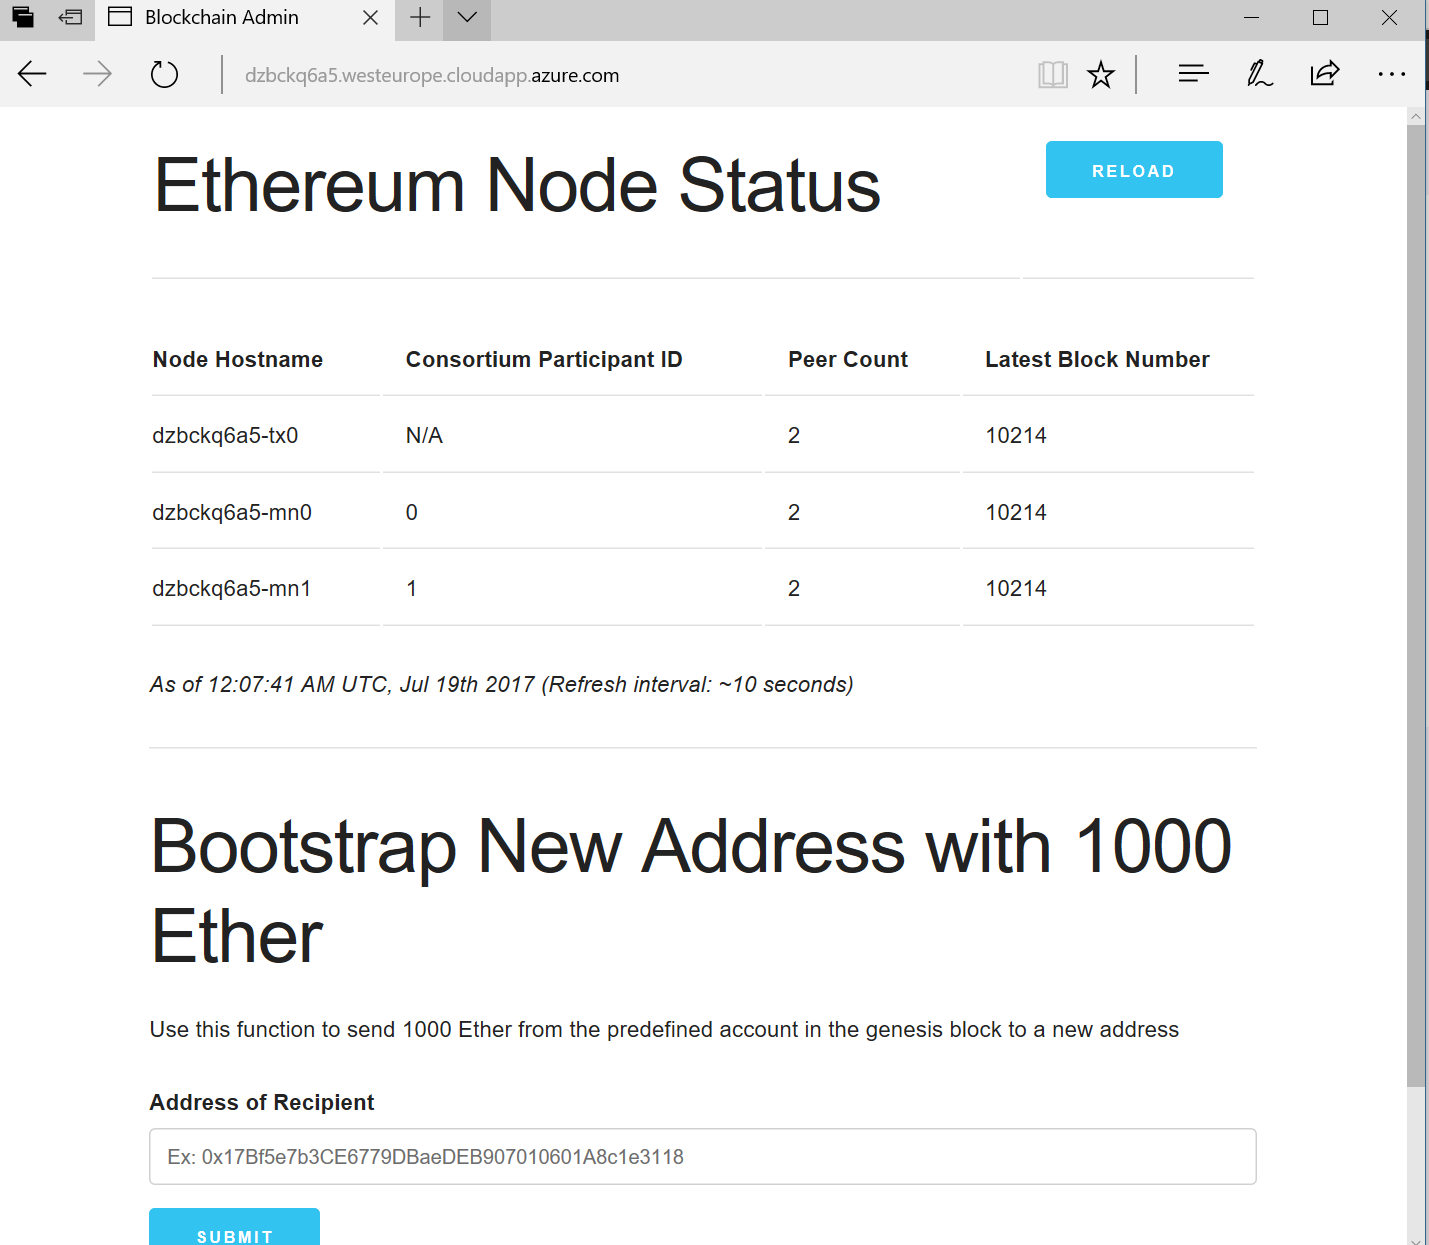 Blockchain Admin
dzbckq6a5.westeurope.cloudapp.azure.com
Ethereum Node Status
RELOAD
Node Hostname Consortium Participant ID Peer Count Latest Block Number
dzbckq6a5-tx0 N/A 2 10214
dzbckq6a5-mn0 0 2 10214
dzbckq6a5-mn1 1 2 10214
As of 12:07:41 AM UTC, Jul 19th 2017 (Refresh interval: ~10 seconds)
Bootstrap New Address with 1000
Ether
Use this function to send 1000 Ether from the predefined account in the genesis block to a new address
Address of Recipient
Ex: 0x17Bf5e7b3CE6779DBaeDEB907010601A8c1e3118
SUBMIT